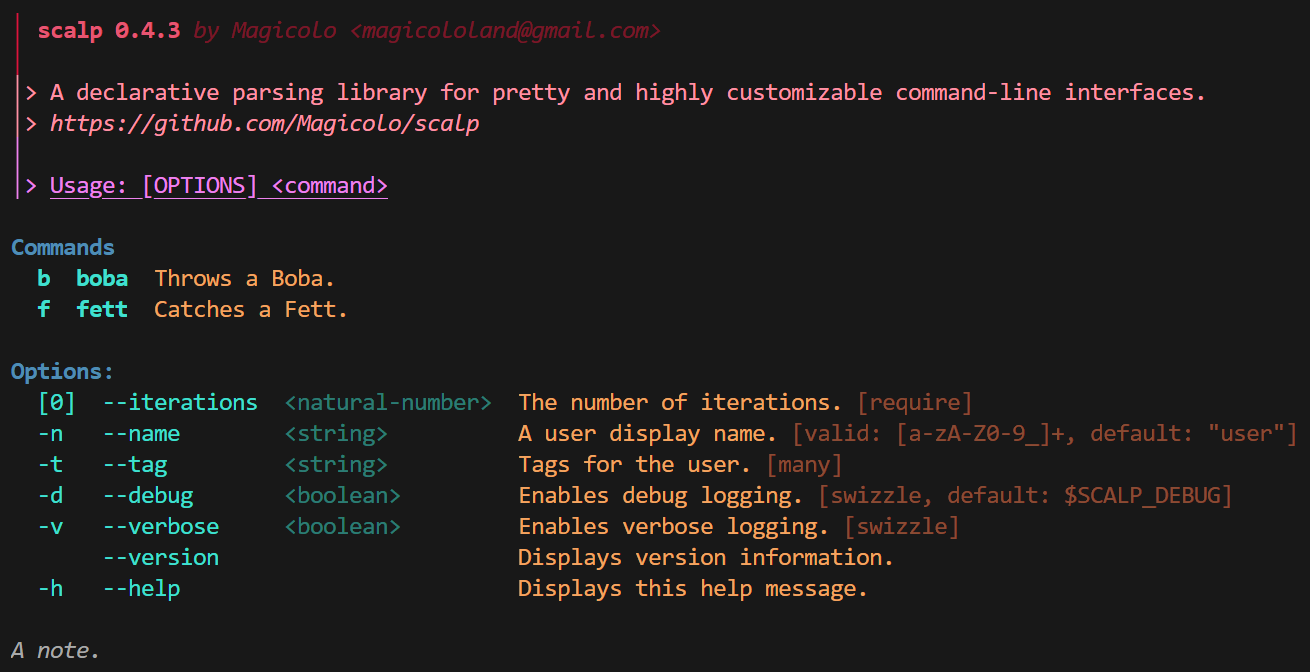 scalp 0.4.3 by Magicolo <magicololand@gmail.com>
> A declarative parsing library for pretty and highly customizable command-line interfaces.
> https://github.com/Magicolo/scalp
> Usage: [OPTIONS] <command>
Commands
b  boba  Throws a Boba.
f  fett  Catches a Fett.
Options:
[0]  --iterations  <natural-number>  The number of iterations. [require]
-n   --name        <string>          A user display name. [valid: [a-zA-Z0-9_]+, default: "user"]
-t   --tag         <string>          Tags for the user. [many]
-d   --debug       <boolean>         Enables debug logging. [swizzle, default: $SCALP_DEBUG]
-v   --verbose     <boolean>         Enables verbose logging. [swizzle]
--version                       Displays version information.
-h   --help                          Displays this help message.
A note.